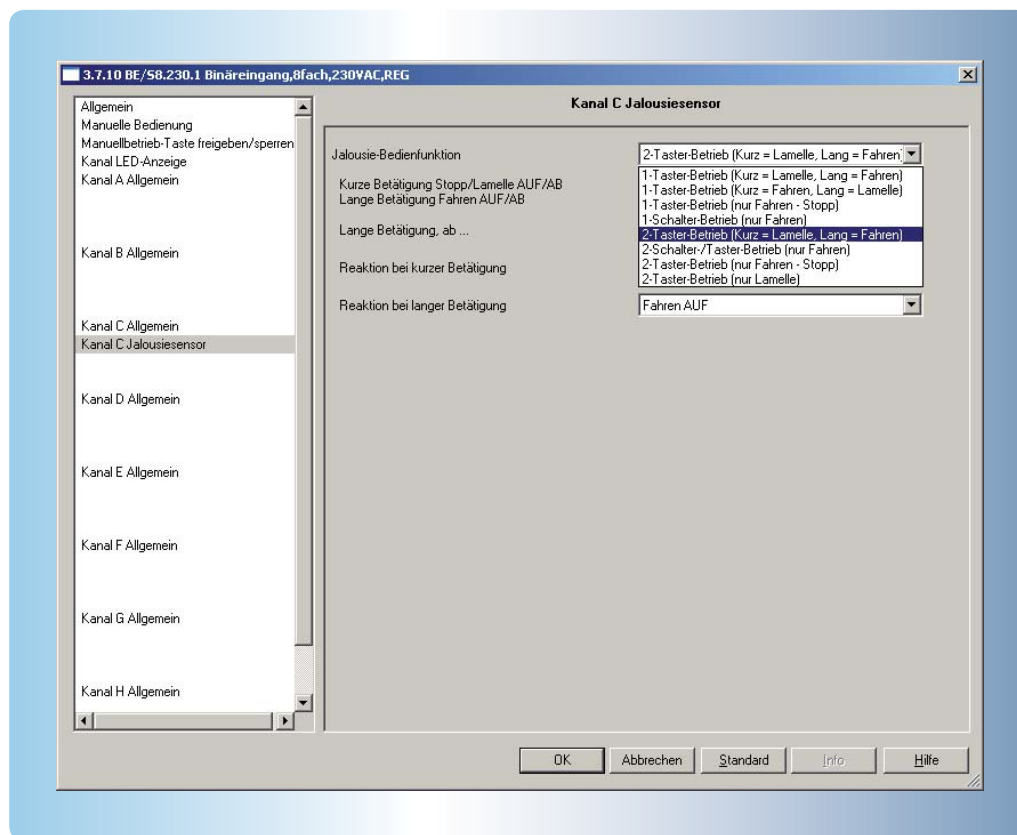 3.7.10 BE/S8.230.1 Binäreingang,8fach,230VAC,REG
Allgemein
Manuelle Bedienung
Manuellbetrieb-Taste freigeben/sperren
Kanal LED-Anzeige
Kanal A Allgemein
Kanal B Allgemein
Kanal C Allgemein
Kanal C Jalousiesensor
Kanal D Allgemein
Kanal E Allgemein
Kanal F Allgemein
Kanal G Allgemein
Kanal H Allgemein
Kanal C Jalousiesensor
Jalousie-Bedienfunktion
2-Taster-Betrieb (Kurz = Lamelle, Lang = Fahren)
1-Taster-Betrieb (Kurz = Lamelle, Lang = Fahren)
1-Taster-Betrieb (Kurz = Fahren, Lang = Lamelle)
1-Taster-Betrieb (nur Fahren - Stopp)
1-Schalter-Betrieb (nur Fahren)
2-Taster-Betrieb (Kurz = Lamelle, Lang = Fahren)
2-Schalter-/Taster-Betrieb (nur Fahren)
2-Taster-Betrieb (nur Fahren - Stopp)
2-Taster-Betrieb (nur Lamelle)
Kurze Betätigung Stopp/Lamelle AUF/AB
Lange Betätigung Fahren AUF/AB
Lange Betätigung, ab ...
Reaktion bei kurzer Betätigung
Reaktion bei langer Betätigung
Fahren AUF
OK
Abbrechen
Standard
Info
Hilfe